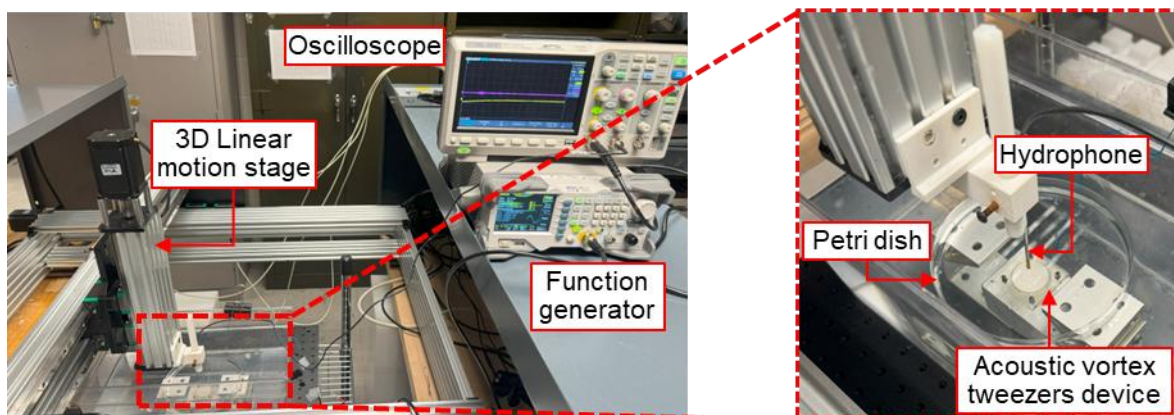 Oscilloscope
3D Linear
motion stage
Function
generator
Hydrophone
Petri dish
Acoustic vortex
tweezers device